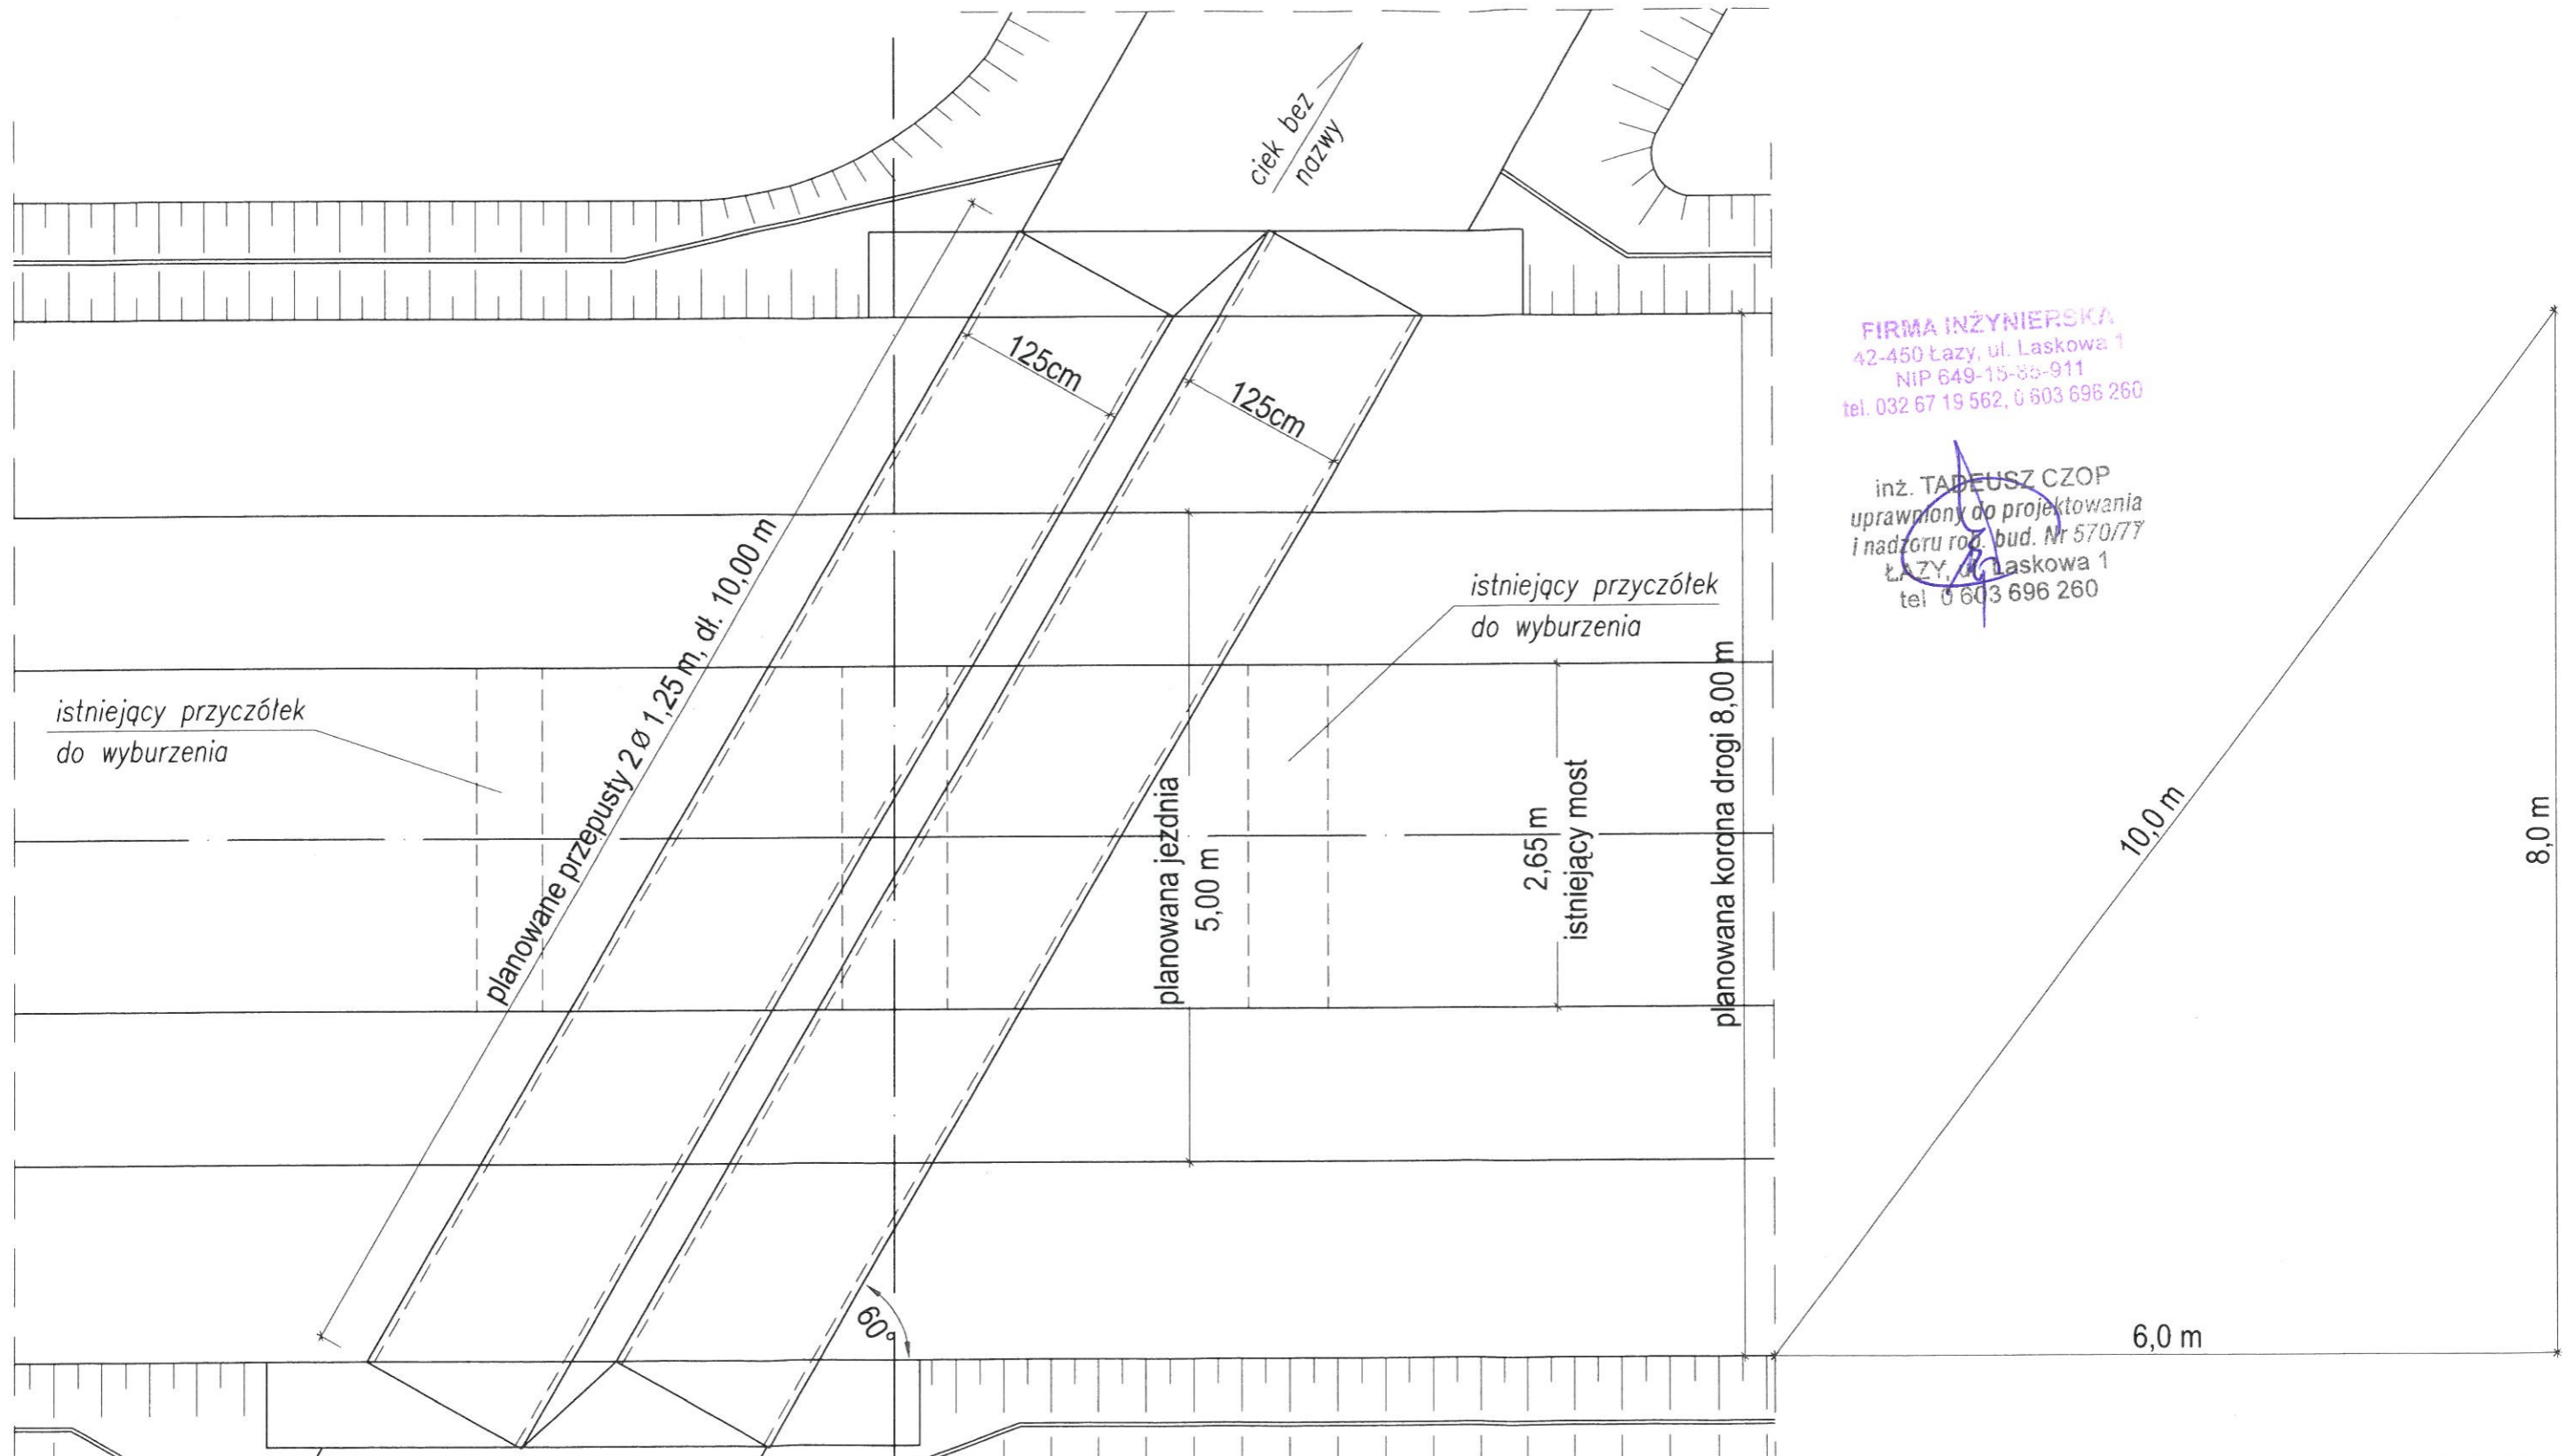 ciek bez
nazwy
125cm
125cm
planowane przepusty 2 ø 1,25 m, dł. 10,00 m
istniejący przyczółek
do wyburzenia
istniejący przyczółek
do wyburzenia
planowana jezdnia
5,00 m
2,65 m
istniejący most
planowana korona drogi 8,00 m
60°
FIRMA INŻYNIERSKA
42-450 Łazy, ul. Laskowa 1
NIP 649-15-85-911
tel. 032 67 19 562, 0 603 696 260
inż. TADEUSZ CZOP
uprawniony do projektowania
i nadzoru rob. bud. Nr 570/77
ŁAZY, ul. Laskowa 1
tel 0 603 696 260
10,0 m
8,0 m
6,0 m